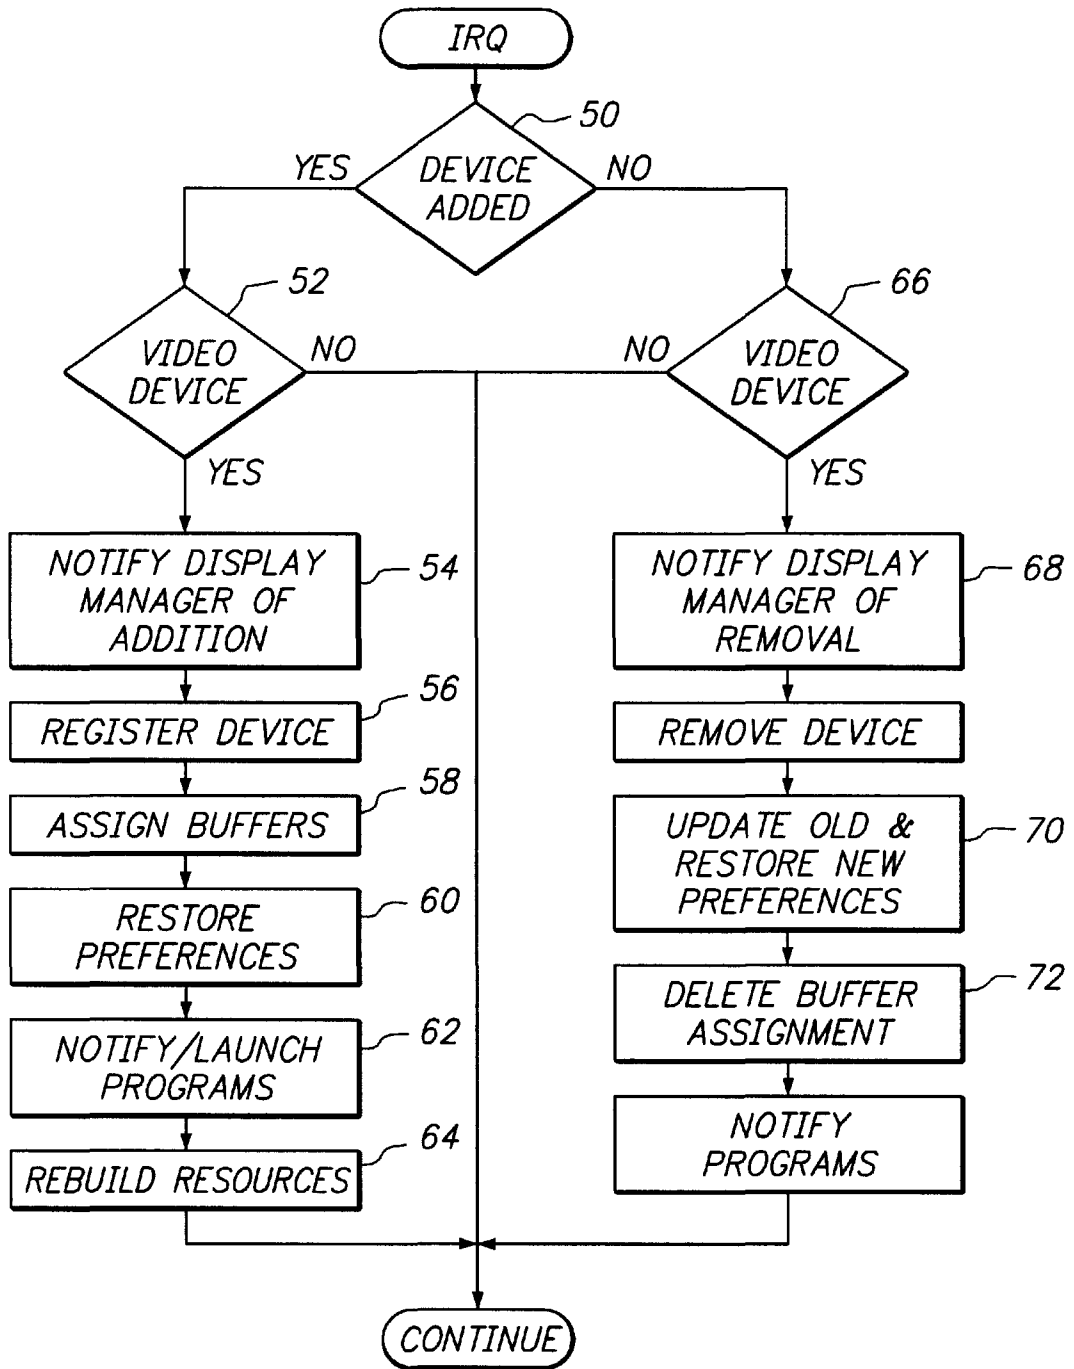 IRQ
50
YES
DEVICE
ADDED
NO
52
VIDEO
DEVICE
NO
YES
66
NO
VIDEO
DEVICE
YES
NOTIFY DISPLAY
MANAGER OF
ADDITION
54
REGISTER DEVICE
56
ASSIGN BUFFERS
58
RESTORE
PREFERENCES
60
NOTIFY/LAUNCH
PROGRAMS
62
REBUILD RESOURCES
64
NOTIFY DISPLAY
MANAGER OF
REMOVAL
68
REMOVE DEVICE
UPDATE OLD &
RESTORE NEW
PREFERENCES
70
DELETE BUFFER
ASSIGNMENT
72
NOTIFY
PROGRAMS
CONTINUE